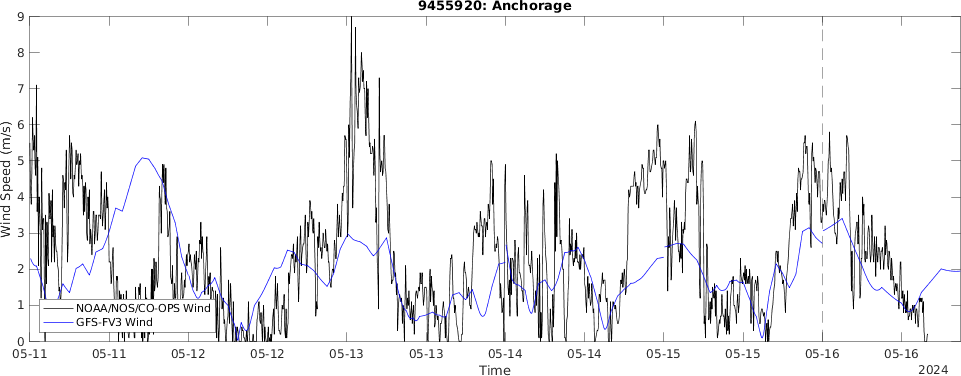 9455920: Anchorage
9
8
7
6
5
4
3
2
1
0
Wind Speed (m/s)
NOAA/NOS/CO-OPS Wind
GFS-FV3 Wind
05-11 05-11 05-12 05-12 05-13 05-13 05-14 05-14 05-15 05-15 05-16 05-16
Time
2024